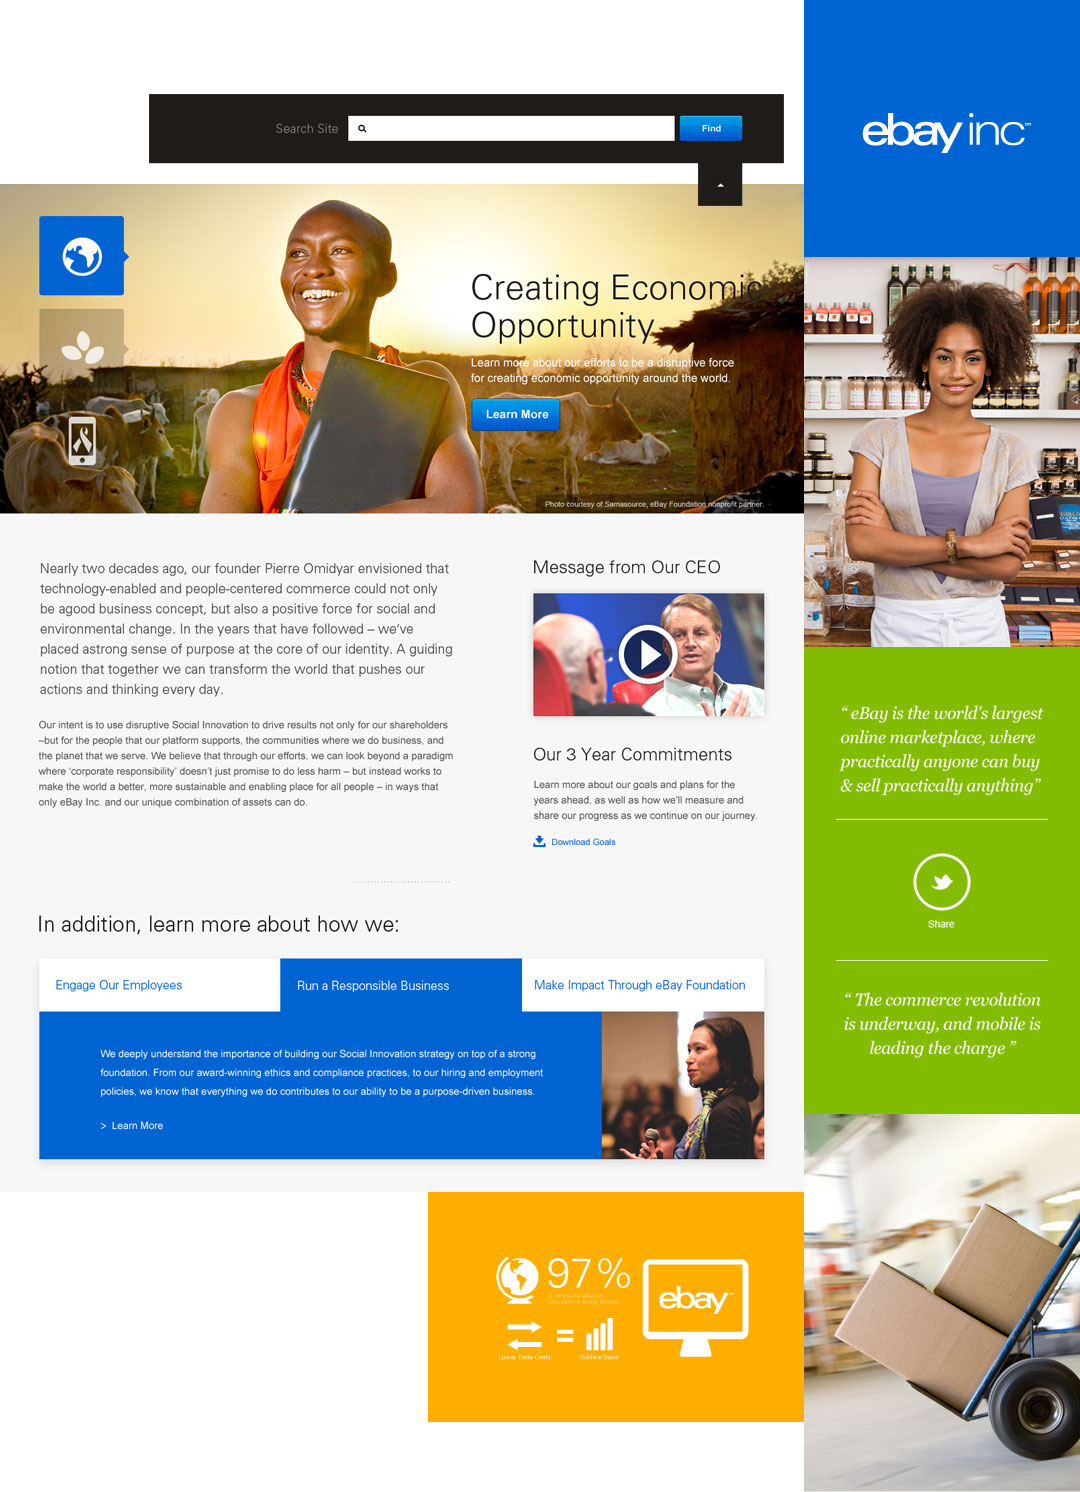 Search Site
Find
ebay inc™
Creating Economic
Opportunity
Learn more about our efforts to be a disruptive force
for creating economic opportunity around the world.
Learn More
Photo courtesy of Samasource, eBay Foundation nonprofit partner.
Nearly two decades ago, our founder Pierre Omidyar envisioned that
technology-enabled and people-centered commerce could not only
be agood business concept, but also a positive force for social and
environmental change. In the years that have followed – we've
placed astrong sense of purpose at the core of our identity. A guiding
notion that together we can transform the world that pushes our
actions and thinking every day.
Our intent is to use disruptive Social Innovation to drive results not only for our shareholders
–but for the people that our platform supports, the communities where we do business, and
the planet that we serve. We believe that through our efforts, we can look beyond a paradigm
where 'corporate responsibility' doesn't just promise to do less harm – but instead works to
make the world a better, more sustainable and enabling place for all people – in ways that
only eBay Inc. and our unique combination of assets can do.
Message from Our CEO
Our 3 Year Commitments
Learn more about our goals and plans for the
years ahead, as well as how we'll measure and
share our progress as we continue on our journey.
Download Goals
In addition, learn more about how we:
Engage Our Employees
Run a Responsible Business
Make Impact Through eBay Foundation
We deeply understand the importance of building our Social Innovation strategy on top of a strong
foundation. From our award-winning ethics and compliance practices, to our hiring and employment
policies, we know that everything we do contributes to our ability to be a purpose-driven business.
> Learn More
“ eBay is the world's largest
online marketplace, where
practically anyone can buy
& sell practically anything”
Share
“ The commerce revolution
is underway, and mobile is
leading the charge ”
97%
ebay™
=
Lower Trade Costs
Welfare Gains